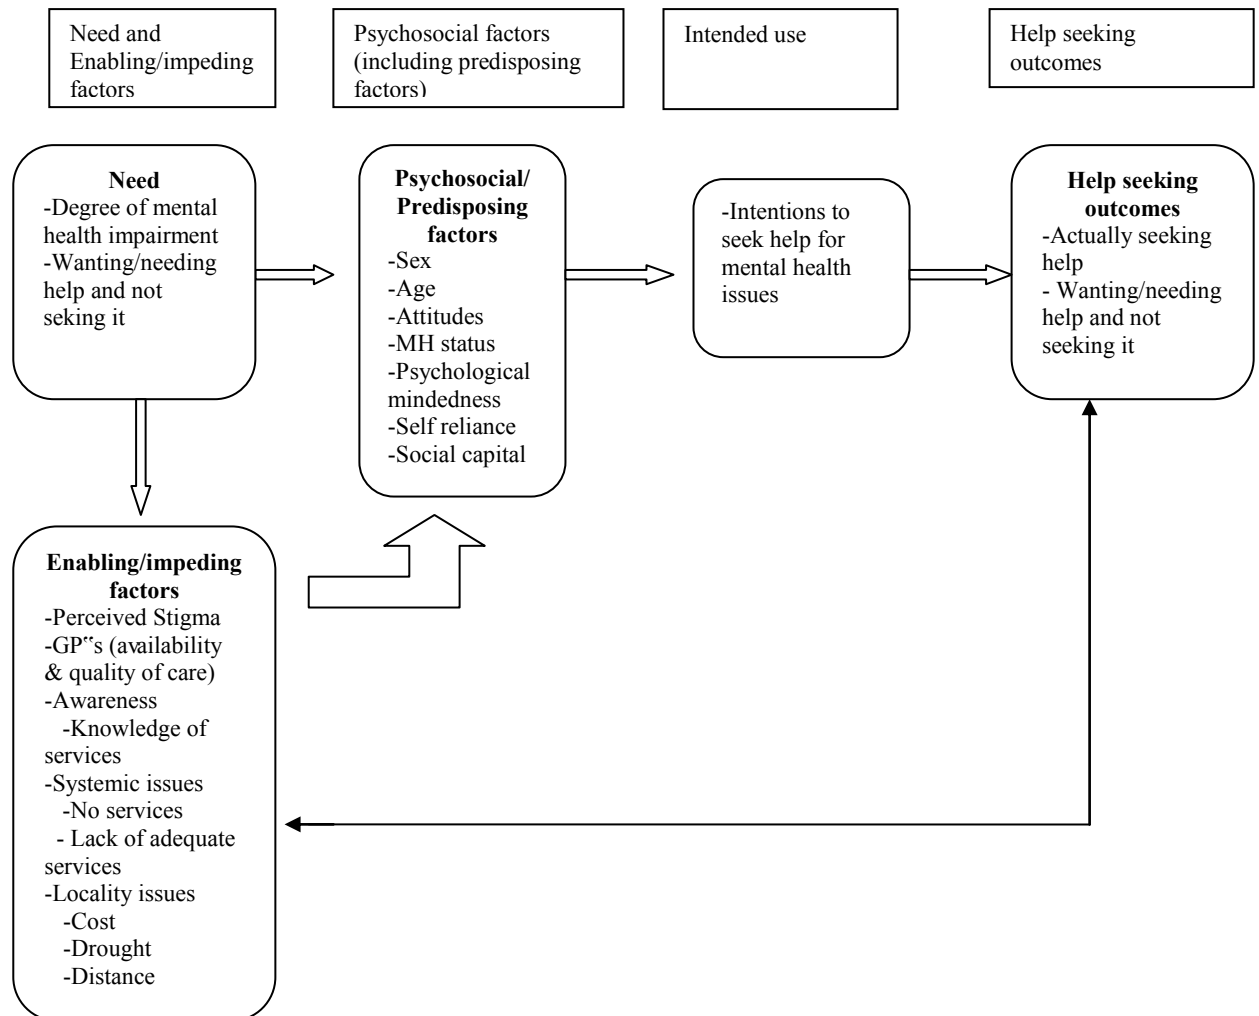 Need and
Enabling/impeding
factors
Psychosocial factors
(including predisposing
factors)
Intended use
Help seeking
outcomes
Need
-Degree of mental
health impairment
-Wanting/needing
help and not
seking it
Psychosocial/
Predisposing
factors
-Sex
-Age
-Attitudes
-MH status
-Psychological
mindedness
-Self reliance
-Social capital
-Intentions to
seek help for
mental health
issues
Help seeking
outcomes
-Actually seeking
help
- Wanting/needing
help and not
seeking it
Enabling/impeding
factors
-Perceived Stigma
-GP‟s (availability
& quality of care)
-Awareness
-Knowledge of
services
-Systemic issues
-No services
- Lack of adequate
services
-Locality issues
-Cost
-Drought
-Distance